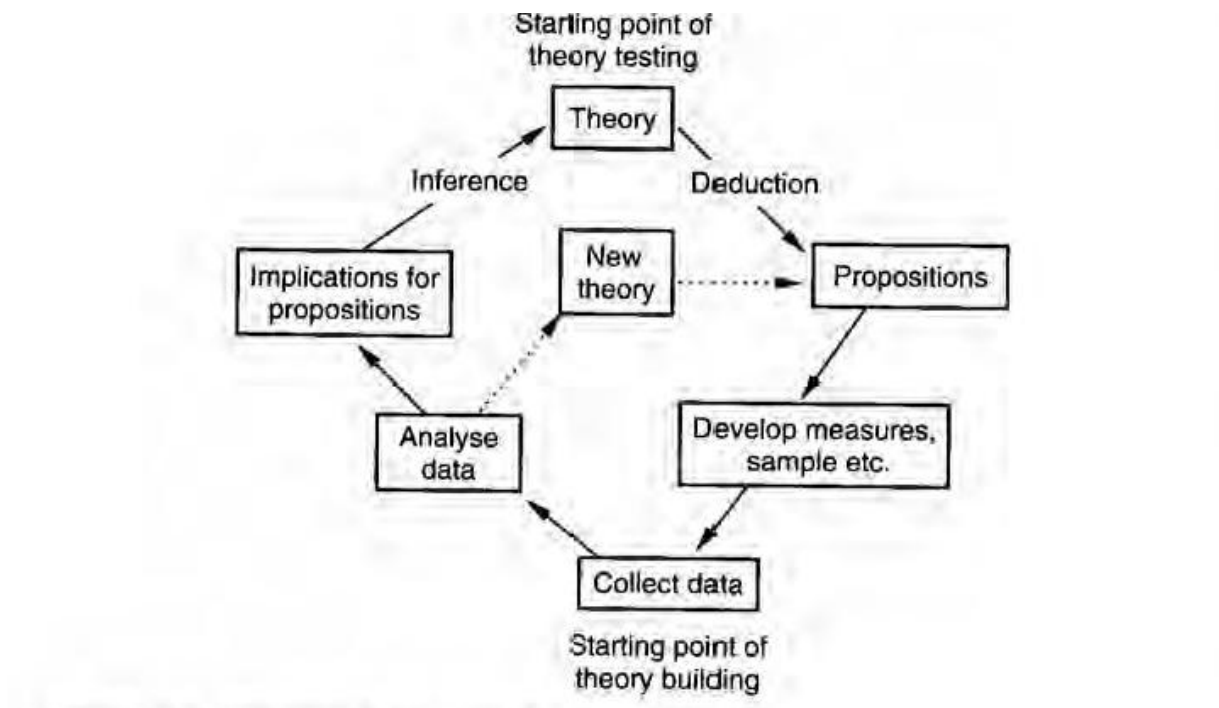 Starting point of
theory testing
Theory
Inference
Deduction
New
theory
Implications for
propositions
Propositions
Analyse
data
Develop measures,
sample etc.
Collect data
Starting point of
theory building